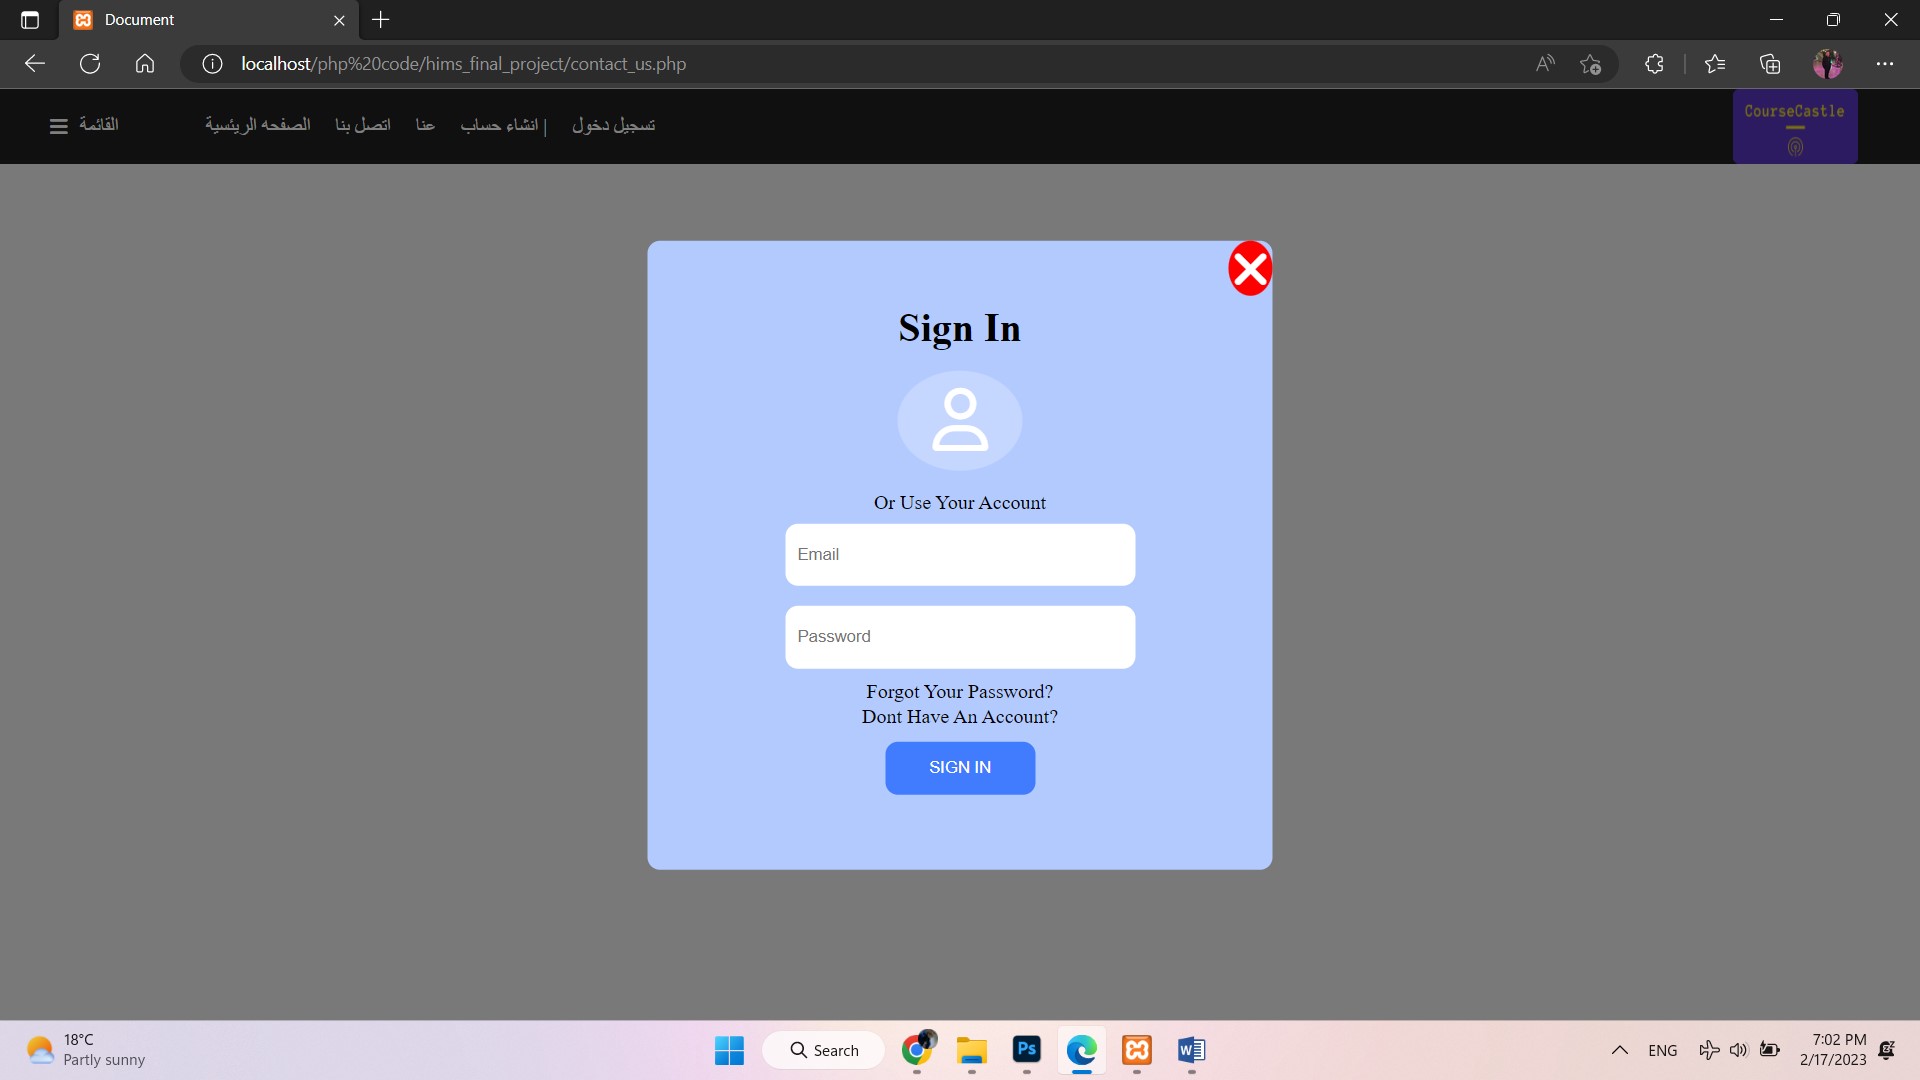 Document
localhost/php%20code/hims_final_project/contact_us.php
القائمة
الصفحه الريئسية
اتصل بنا
عنا
انشاء حساب |
تسجيل دخول
CourseCastle
Sign In
Or Use Your Account
Email
Password
Forgot Your Password?
Dont Have An Account?
SIGN IN
18°C
Partly sunny
Search
Ps
W
ENG
7:02 PM
2/17/2023